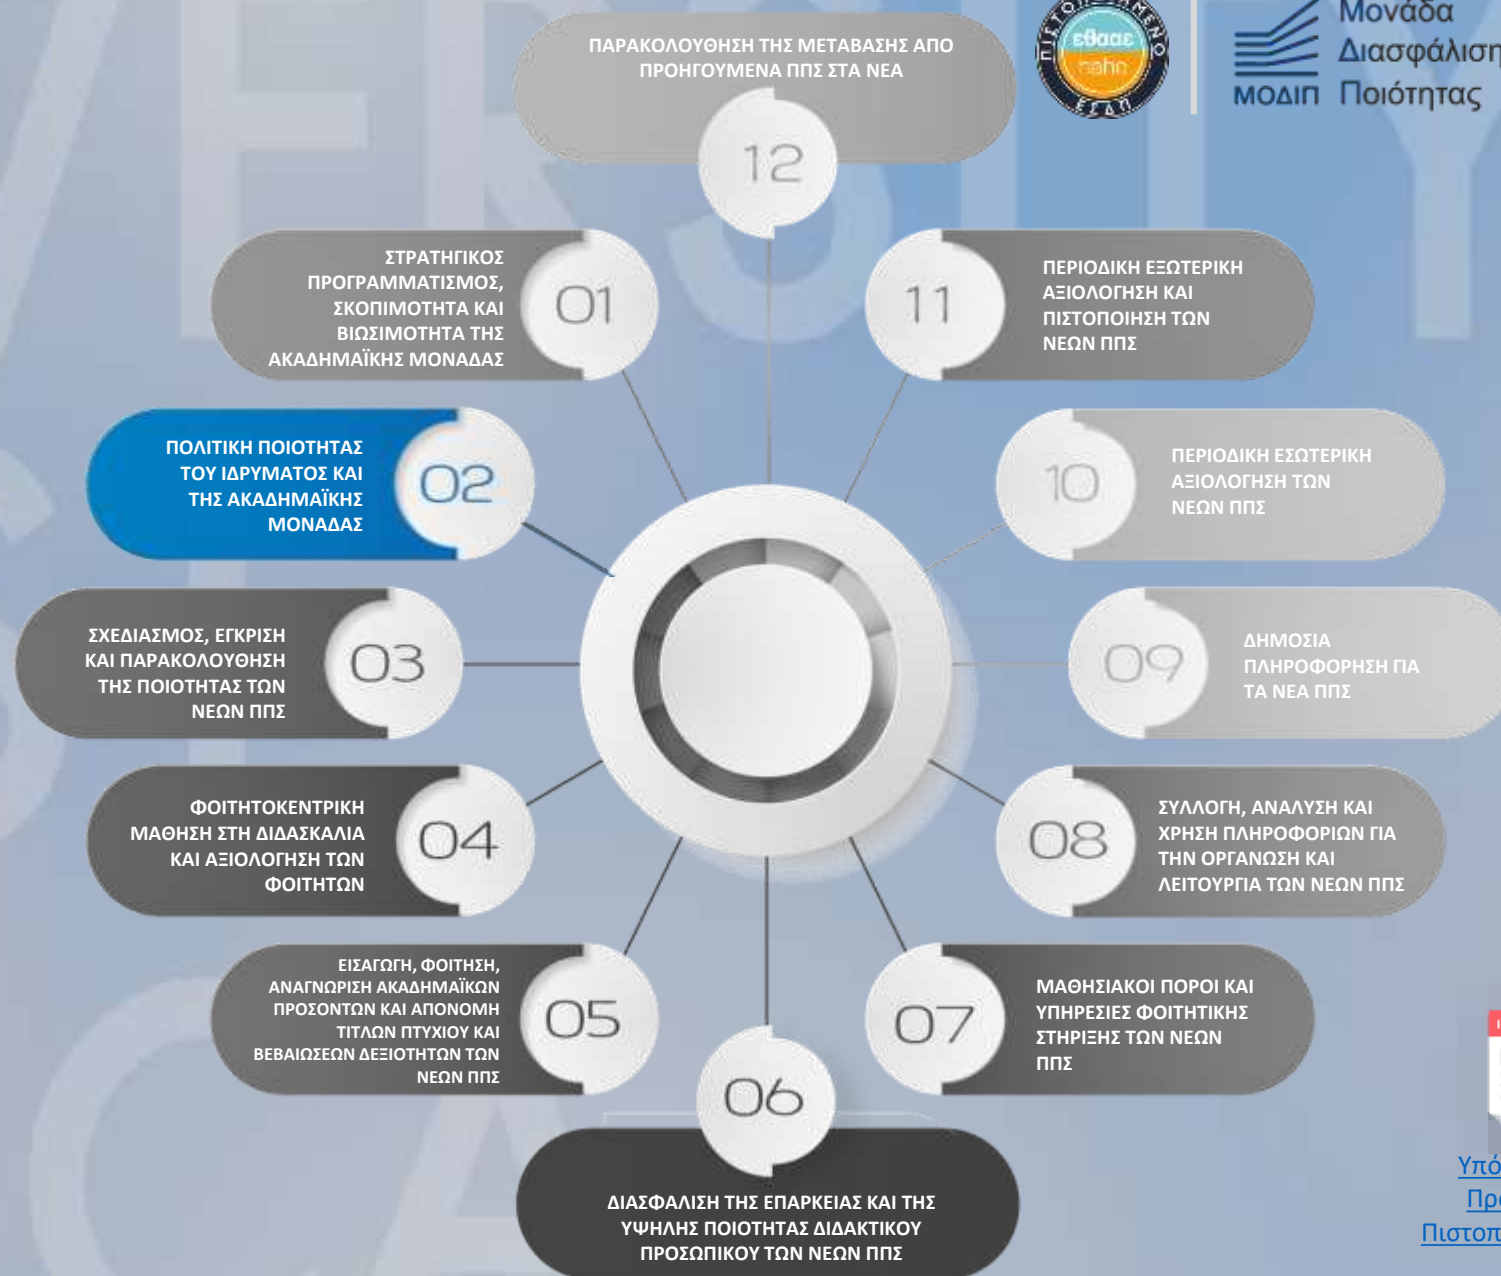 ΠΑΡΑΚΟΛΟΥΘΗΣΗ ΤΗΣ ΜΕΤΑΒΑΣΗΣ ΑΠΟ
ΠΡΟΗΓΟΥΜΕΝΑ ΠΠΣ ΣΤΑ ΝΕΑ
12
εθααε
nahe
ΕΣΔΠ
ΜΟΔΙΠ
Μονάδα
Διασφάλιση
Ποιότητας
ΣΤΡΑΤΗΓΙΚΟΣ
ΠΡΟΓΡΑΜΜΑΤΙΣΜΟΣ,
ΣΚΟΠΙΜΟΤΗΤΑ ΚΑΙ
ΒΙΩΣΙΜΟΤΗΤΑ ΤΗΣ
ΑΚΑΔΗΜΑΪΚΗΣ ΜΟΝΑΔΑΣ
01
11
ΠΕΡΙΟΔΙΚΗ ΕΞΩΤΕΡΙΚΗ
ΑΞΙΟΛΟΓΗΣΗ ΚΑΙ
ΠΙΣΤΟΠΟΙΗΣΗ ΤΩΝ
ΝΕΩΝ ΠΠΣ
ΠΟΛΙΤΙΚΗ ΠΟΙΟΤΗΤΑΣ
ΤΟΥ ΙΔΡΥΜΑΤΟΣ ΚΑΙ
ΤΗΣ ΑΚΑΔΗΜΑΪΚΗΣ
ΜΟΝΑΔΑΣ
02
10
ΠΕΡΙΟΔΙΚΗ ΕΣΩΤΕΡΙΚΗ
ΑΞΙΟΛΟΓΗΣΗ ΤΩΝ
ΝΕΩΝ ΠΠΣ
ΣΧΕΔΙΑΣΜΟΣ, ΕΓΚΡΙΣΗ
ΚΑΙ ΠΑΡΑΚΟΛΟΥΘΗΣΗ
ΤΗΣ ΠΟΙΟΤΗΤΑΣ ΤΩΝ
ΝΕΩΝ ΠΠΣ
03
09
ΔΗΜΟΣΙΑ
ΠΛΗΡΟΦΟΡΗΣΗ ΓΙΑ
ΤΑ ΝΕΑ ΠΠΣ
ΦΟΙΤΗΤΟΚΕΝΤΡΙΚΗ
ΜΑΘΗΣΗ ΣΤΗ ΔΙΔΑΣΚΑΛΙΑ
ΚΑΙ ΑΞΙΟΛΟΓΗΣΗ ΤΩΝ
ΦΟΙΤΗΤΩΝ
04
08
ΣΥΛΛΟΓΗ, ΑΝΑΛΥΣΗ ΚΑΙ
ΧΡΗΣΗ ΠΛΗΡΟΦΟΡΙΩΝ ΓΙΑ
ΤΗΝ ΟΡΓΑΝΩΣΗ ΚΑΙ
ΛΕΙΤΟΥΡΓΙΑ ΤΩΝ ΝΕΩΝ ΠΠΣ
ΕΙΣΑΓΩΓΗ, ΦΟΙΤΗΣΗ,
ΑΝΑΓΝΩΡΙΣΗ ΑΚΑΔΗΜΑΪΚΩΝ
ΠΡΟΣΟΝΤΩΝ ΚΑΙ ΑΠΟΝΟΜΗ
ΤΙΤΛΩΝ ΠΤΥΧΙΟΥ ΚΑΙ
ΒΕΒΑΙΩΣΕΩΝ ΔΕΞΙΟΤΗΤΩΝ ΤΩΝ
ΝΕΩΝ ΠΠΣ
05
07
ΜΑΘΗΣΙΑΚΟΙ ΠΟΡΟΙ ΚΑΙ
ΥΠΗΡΕΣΙΕΣ ΦΟΙΤΗΤΙΚΗΣ
ΣΤΗΡΙΞΗΣ ΤΩΝ ΝΕΩΝ
ΠΠΣ
06
ΔΙΑΣΦΑΛΙΣΗ ΤΗΣ ΕΠΑΡΚΕΙΑΣ ΚΑΙ ΤΗΣ
ΥΨΗΛΗΣ ΠΟΙΟΤΗΤΑΣ ΔΙΔΑΚΤΙΚΟΥ
ΠΡΟΣΩΠΙΚΟΥ ΤΩΝ ΝΕΩΝ ΠΠΣ
Υπό
Πρ
Πιστοπ